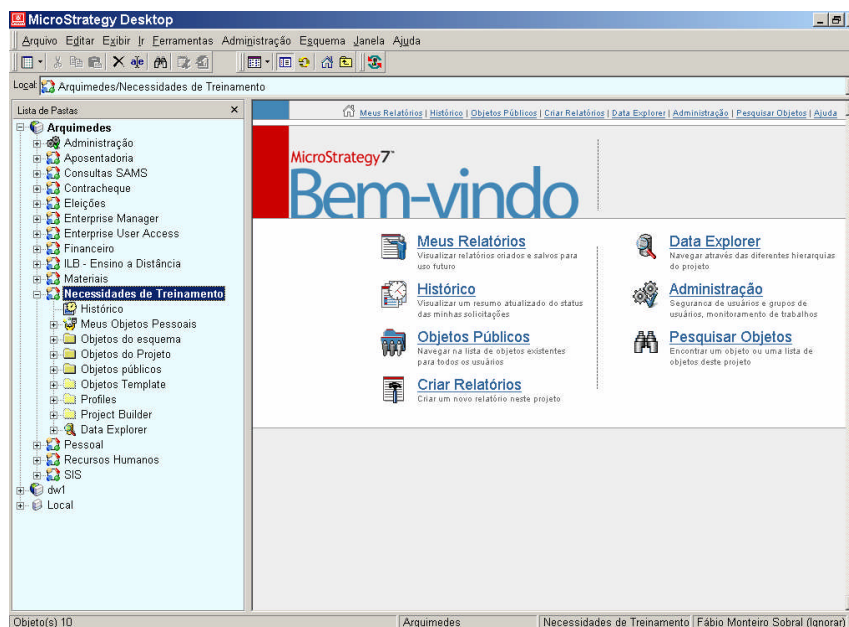 MicroStrategy Desktop
Arquivo Editar Exibir Ir Ferramentas Administração Esquema Janela Ajuda
Local: Arquimedes/Necessidades de Treinamento
Lista de Pastas
Arquimedes
Administração
Aposentadoria
Consultas SAMS
Contracheque
Eleições
Enterprise Manager
Enterprise User Access
Financeiro
ILB - Ensino a Distância
Materiais
Necessidades de Treinamento
Histórico
Meus Objetos Pessoais
Objetos do esquema
Objetos do Projeto
Objetos públicos
Objetos Template
Profiles
Project Builder
Data Explorer
Pessoal
Recursos Humanos
SIS
dw1
Local
Meus Relatórios | Histórico | Objetos Públicos | Criar Relatórios | Data Explorer | Administração | Pesquisar Objetos | Ajuda
MicroStrategy7™
Bem-vindo
Meus Relatórios
Visualizar relatórios criados e salvos para
uso futuro
Histórico
Visualizar um resumo atualizado do status
das minhas solicitações
Objetos Públicos
Navegar na lista de objetos existentes
para todos os usuários
Criar Relatórios
Criar um novo relatório neste projeto
Data Explorer
Navegar através das diferentes hierarquias
do projeto
Administração
Seguranca de usuários e grupos de
usuários, monitoramento de trabalhos
Pesquisar Objetos
Encontrar um objeto ou uma lista de
objetos deste projeto
Objeto(s) 10
Arquimedes
Necessidades de Treinamento
Fábio Monteiro Sobral (Ignorar)